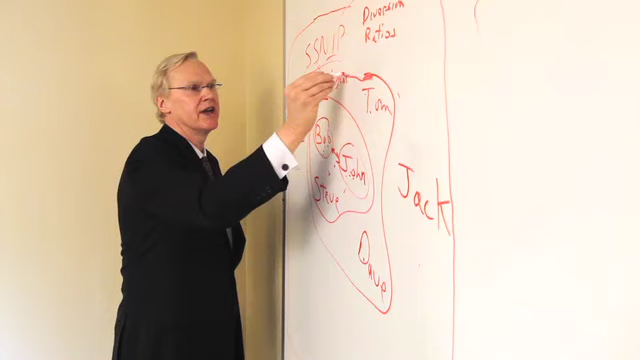 Diversion
Ratios
SSNIP
Tom
Bob
John
Steve
Jack
Dave